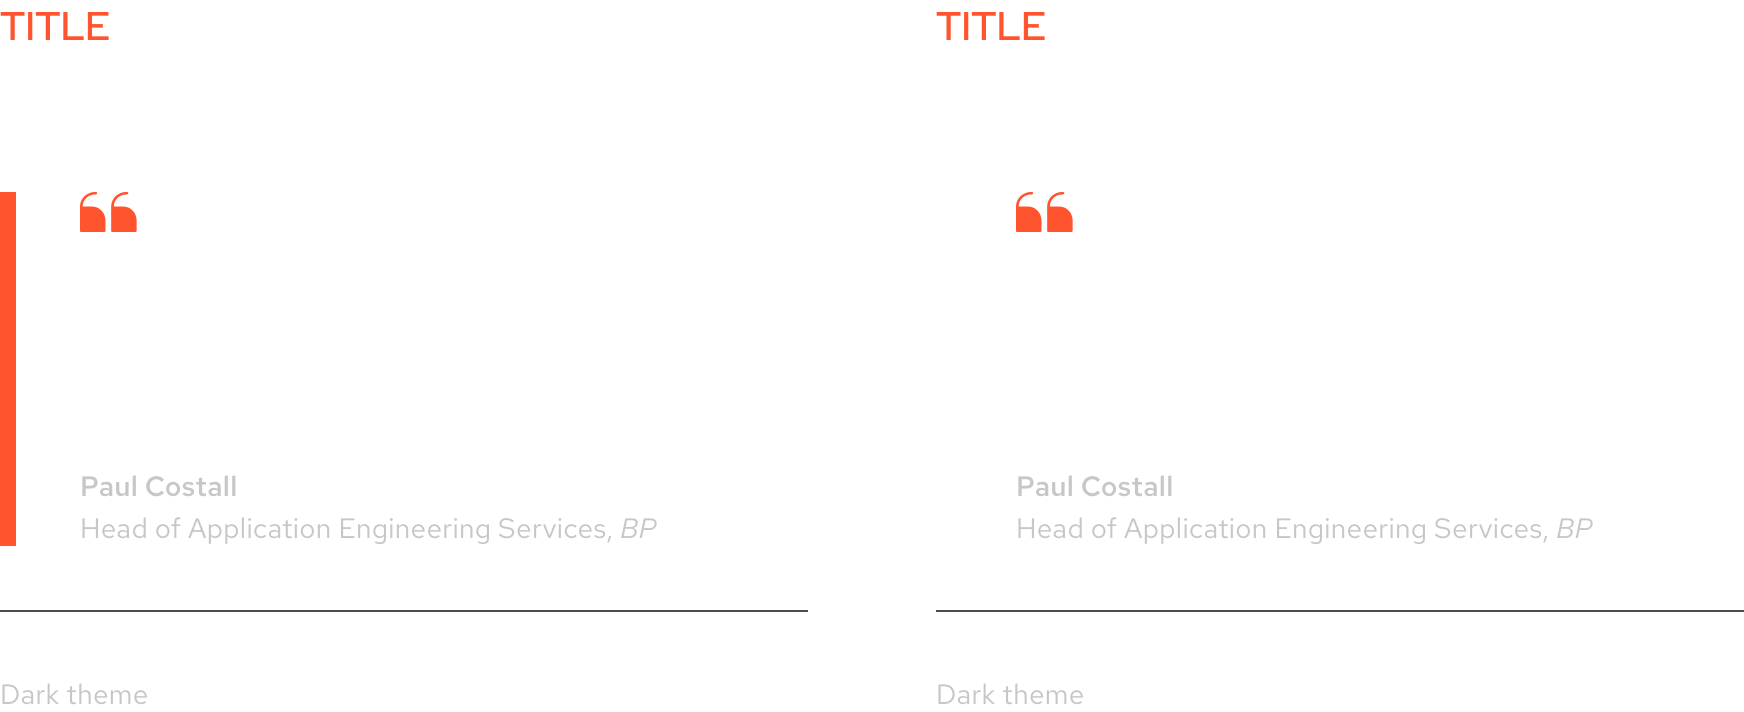 TITLE
“
Paul Costall
Head of Application Engineering Services, BP
Dark theme
TITLE
“
Paul Costall
Head of Application Engineering Services, BP
Dark theme